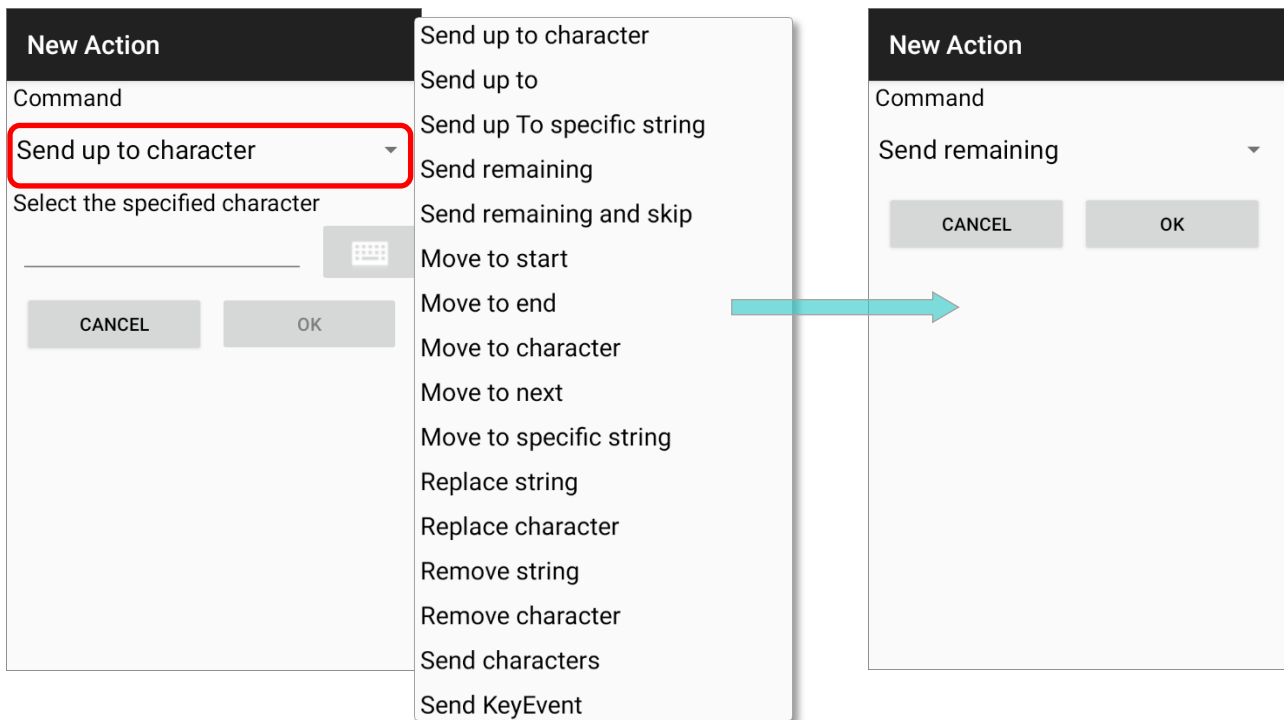 New Action
Command
Send up to character
Select the specified character
CANCEL OK
Send up to character
Send up to
Send up To specific string
Send remaining
Send remaining and skip
Move to start
Move to end
Move to character
Move to next
Move to specific string
Replace string
Replace character
Remove string
Remove character
Send characters
Send KeyEvent
New Action
Command
Send remaining
CANCEL OK